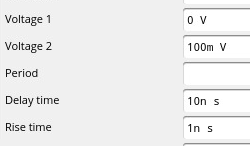 Voltage 1 0 V
Voltage 2 100m V
Period
Delay time 10n s
Rise time 1n s